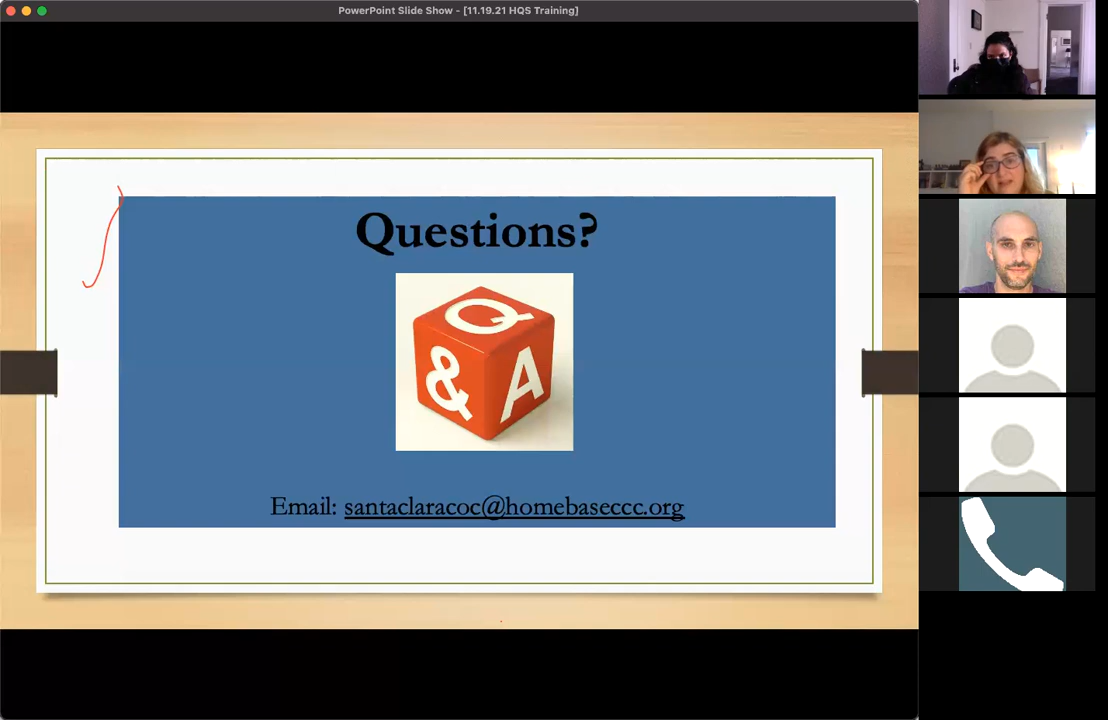 PowerPoint Slide Show - [11.19.21 HQS Training]
Questions?
Q
& A
Email: santaclaracoc@homebaseccc.org